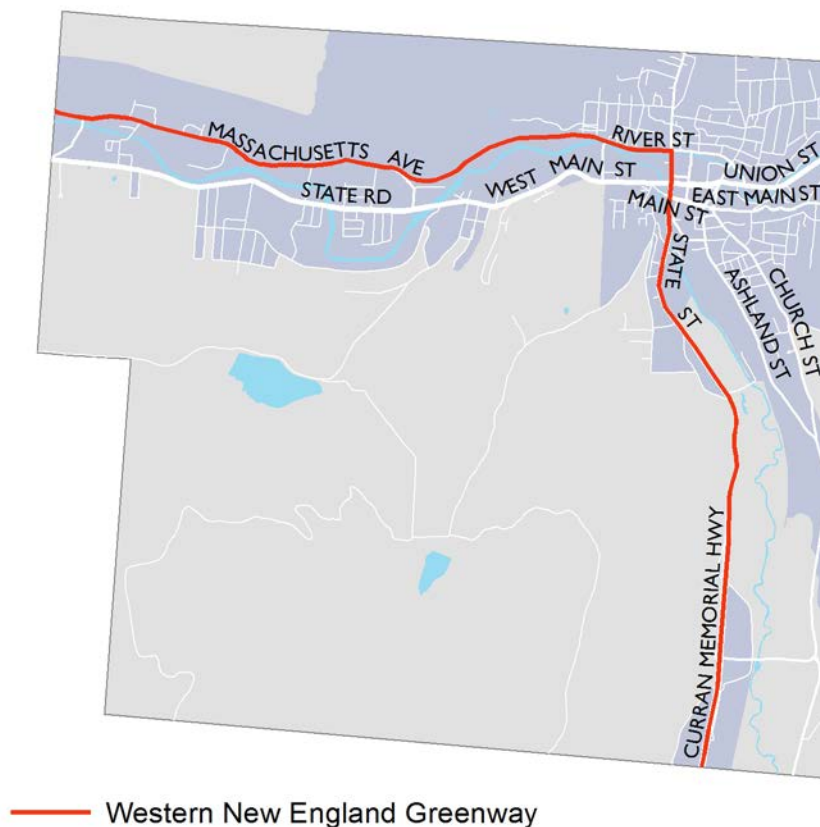 MASSACHUSETTS AVE
RIVER ST
UNION ST
STATE RD
WEST MAIN ST
EAST MAIN ST
MAIN ST
STATE ST
ASHLAND ST
CHURCH ST
CURRAN MEMORIAL HWY
Western New England Greenway